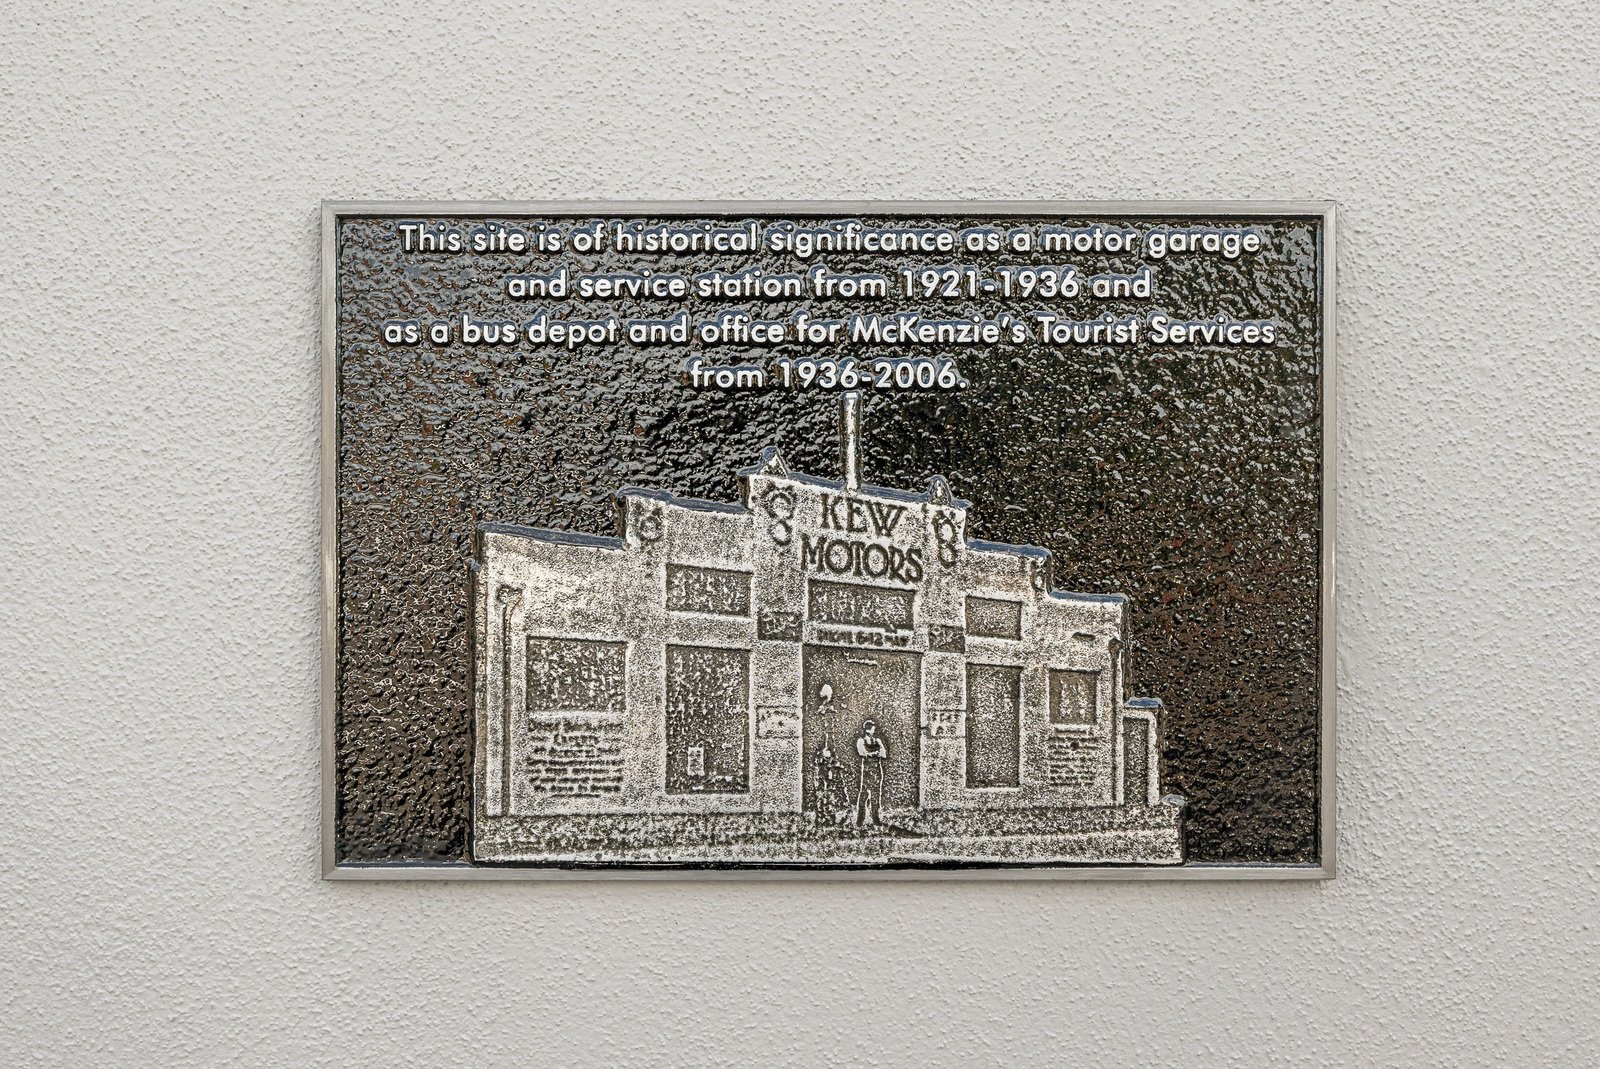 This site is of historical significance as a motor garage
and service station from 1921-1936 and
as a bus depot and office for McKenzie's Tourist Services
from 1936-2006.
KEW
MOTORS